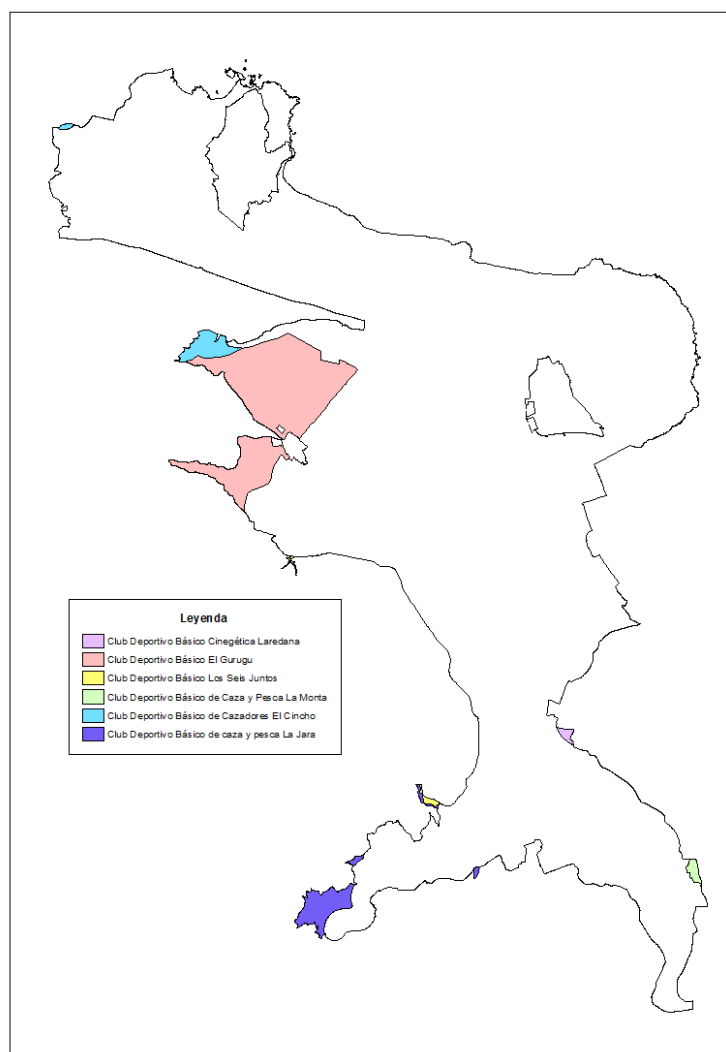 Leyenda
Club Deportivo Básico Cinegética Laredana
Club Deportivo Básico El Gurugu
Club Deportivo Básico Los Seis Juntos
Club Deportivo Básico de Caza y Pesca La Monta
Club Deportivo Básico de Cazadores El Cincho
Club Deportivo Básico de caza y pesca La Jara